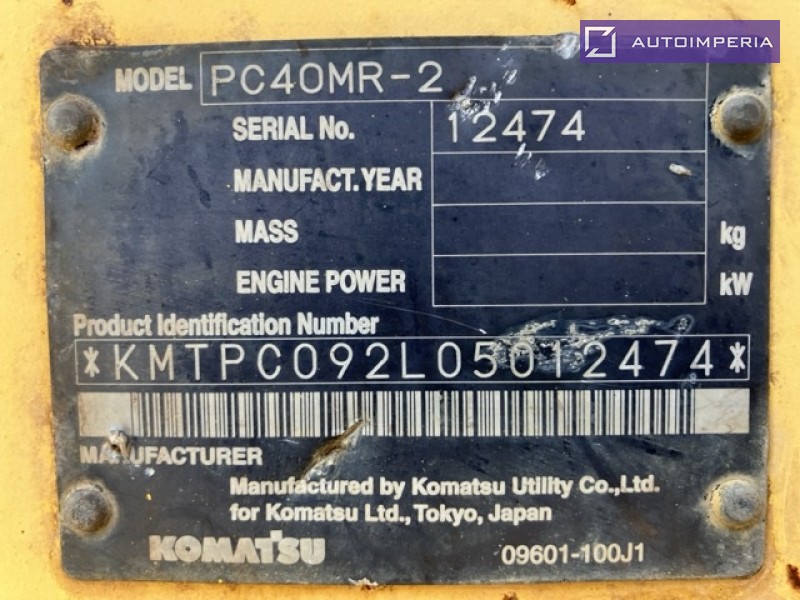 AUTOIMPERIA
MODEL PC40MR-2
SERIAL No. 12474
MANUFACT. YEAR
MASS kg
ENGINE POWER kW
Product Identification Number
*KMTPC092L05012474*
MANUFACTURER
Manufactured by Komatsu Utility Co.,Ltd.
for Komatsu Ltd., Tokyo, Japan
KOMATSU 09601-100J1